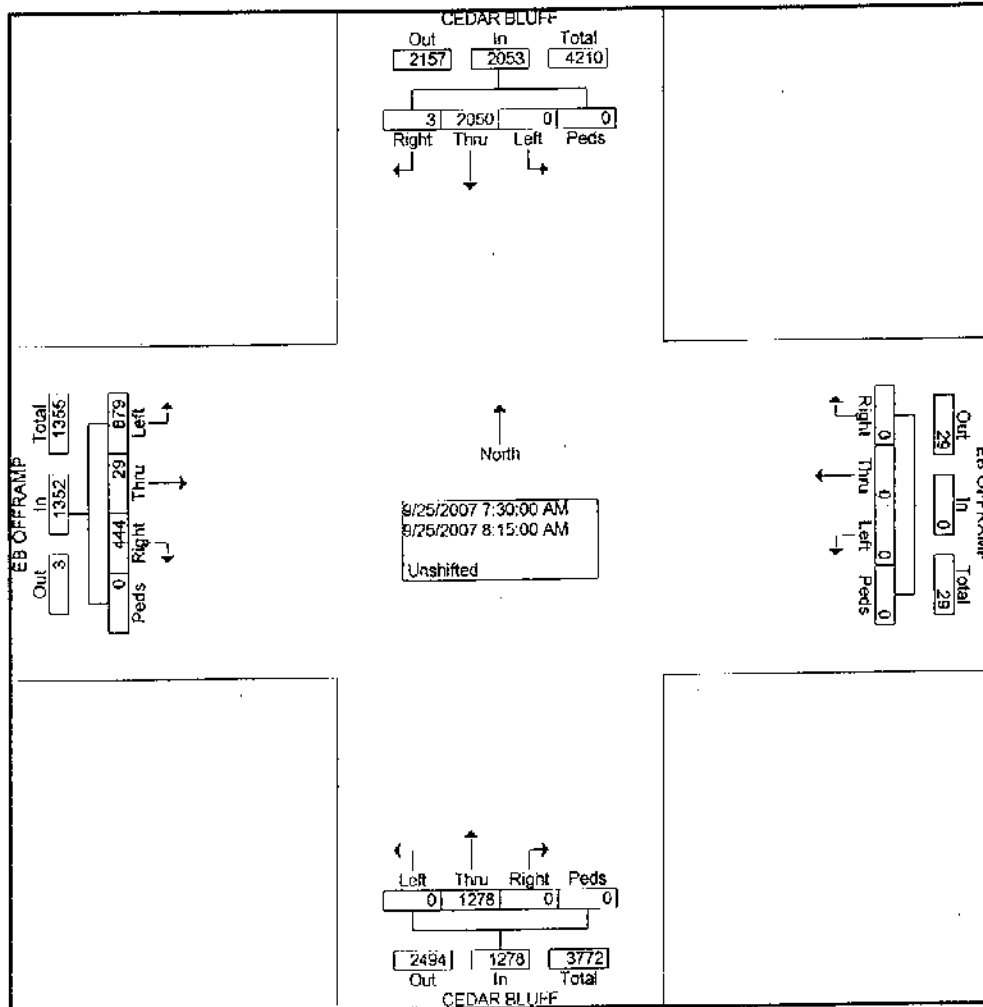 CEDAR BLUFF
Out In Total
2157 2053 4210
3 2050 0 0
Right Thru Left Peds
EB OFFRAMP
Out In Total
3 1352 1355
879 29 444 0
Left Thru Right Peds
North
9/25/2007 7:30:00 AM
9/25/2007 8:15:00 AM
Unshifted
Right Thru Left Peds
0 0 0 0
Out In Total
29 0 29
EB OFFRAMP
Left Thru Right Peds
0 1278 0 0
2494 1278 3772
Out In Total
CEDAR BLUFF